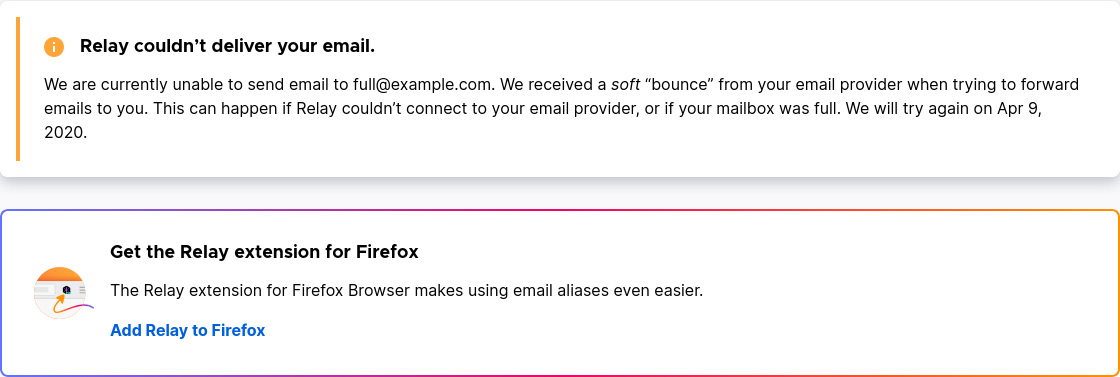 Relay couldn’t deliver your email.
We are currently unable to send email to full@example.com. We received a soft “bounce” from your email provider when trying to forward
emails to you. This can happen if Relay couldn’t connect to your email provider, or if your mailbox was full. We will try again on Apr 9,
2020.
Get the Relay extension for Firefox
The Relay extension for Firefox Browser makes using email aliases even easier.
Add Relay to Firefox